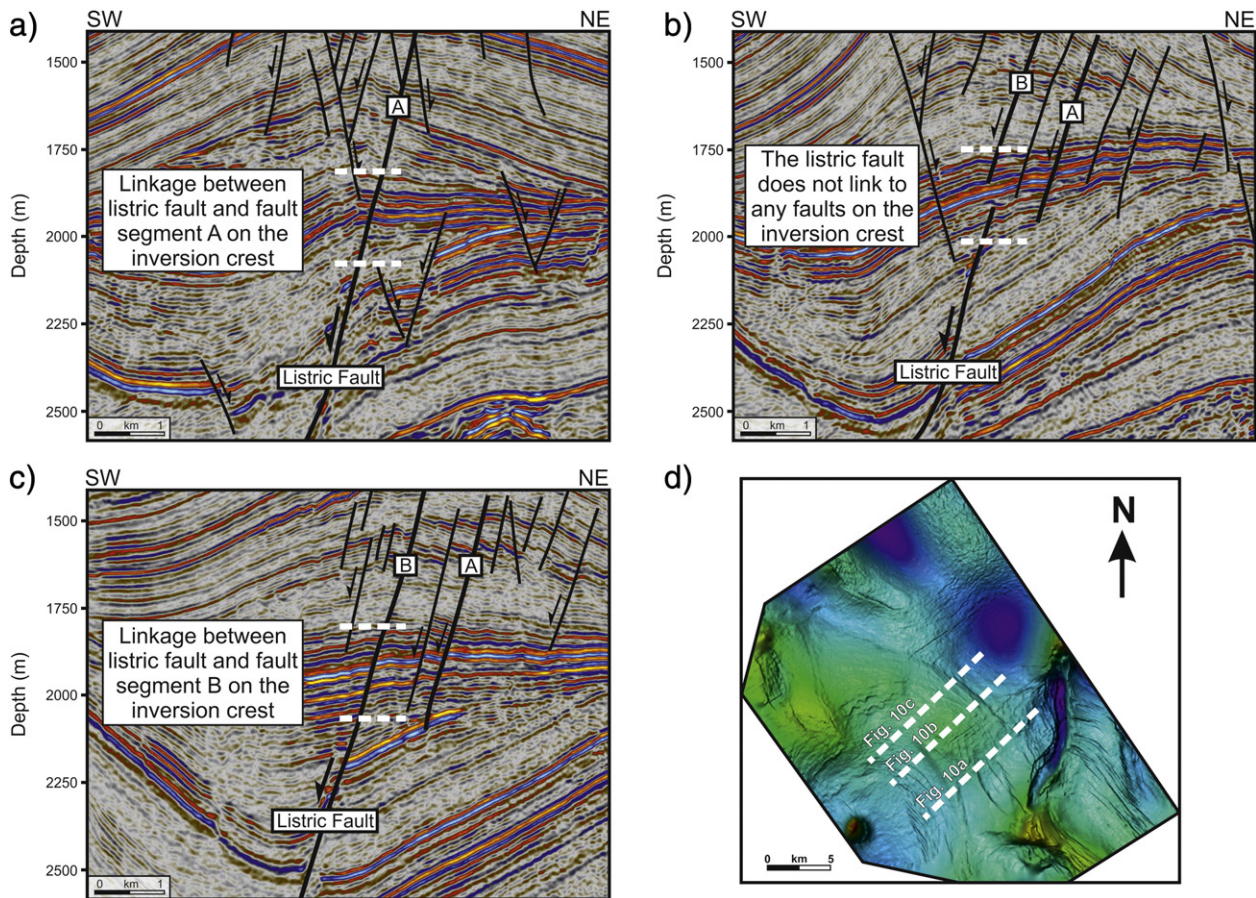 a)
SW
NE
1500
1750
2000
2250
2500
Depth (m)
A
Linkage between
listric fault and fault
segment A on the
inversion crest
Listric Fault
0 km 1
b)
SW
NE
1500
1750
2000
2250
2500
Depth (m)
B
A
The listric fault
does not link to
any faults on the
inversion crest
Listric Fault
0 km 1
c)
SW
NE
1500
1750
2000
2250
2500
Depth (m)
B
A
Linkage between
listric fault and fault
segment B on the
inversion crest
Listric Fault
0 km 1
d)
N
Fig. 10c
Fig. 10b
Fig. 10a
0 km 5